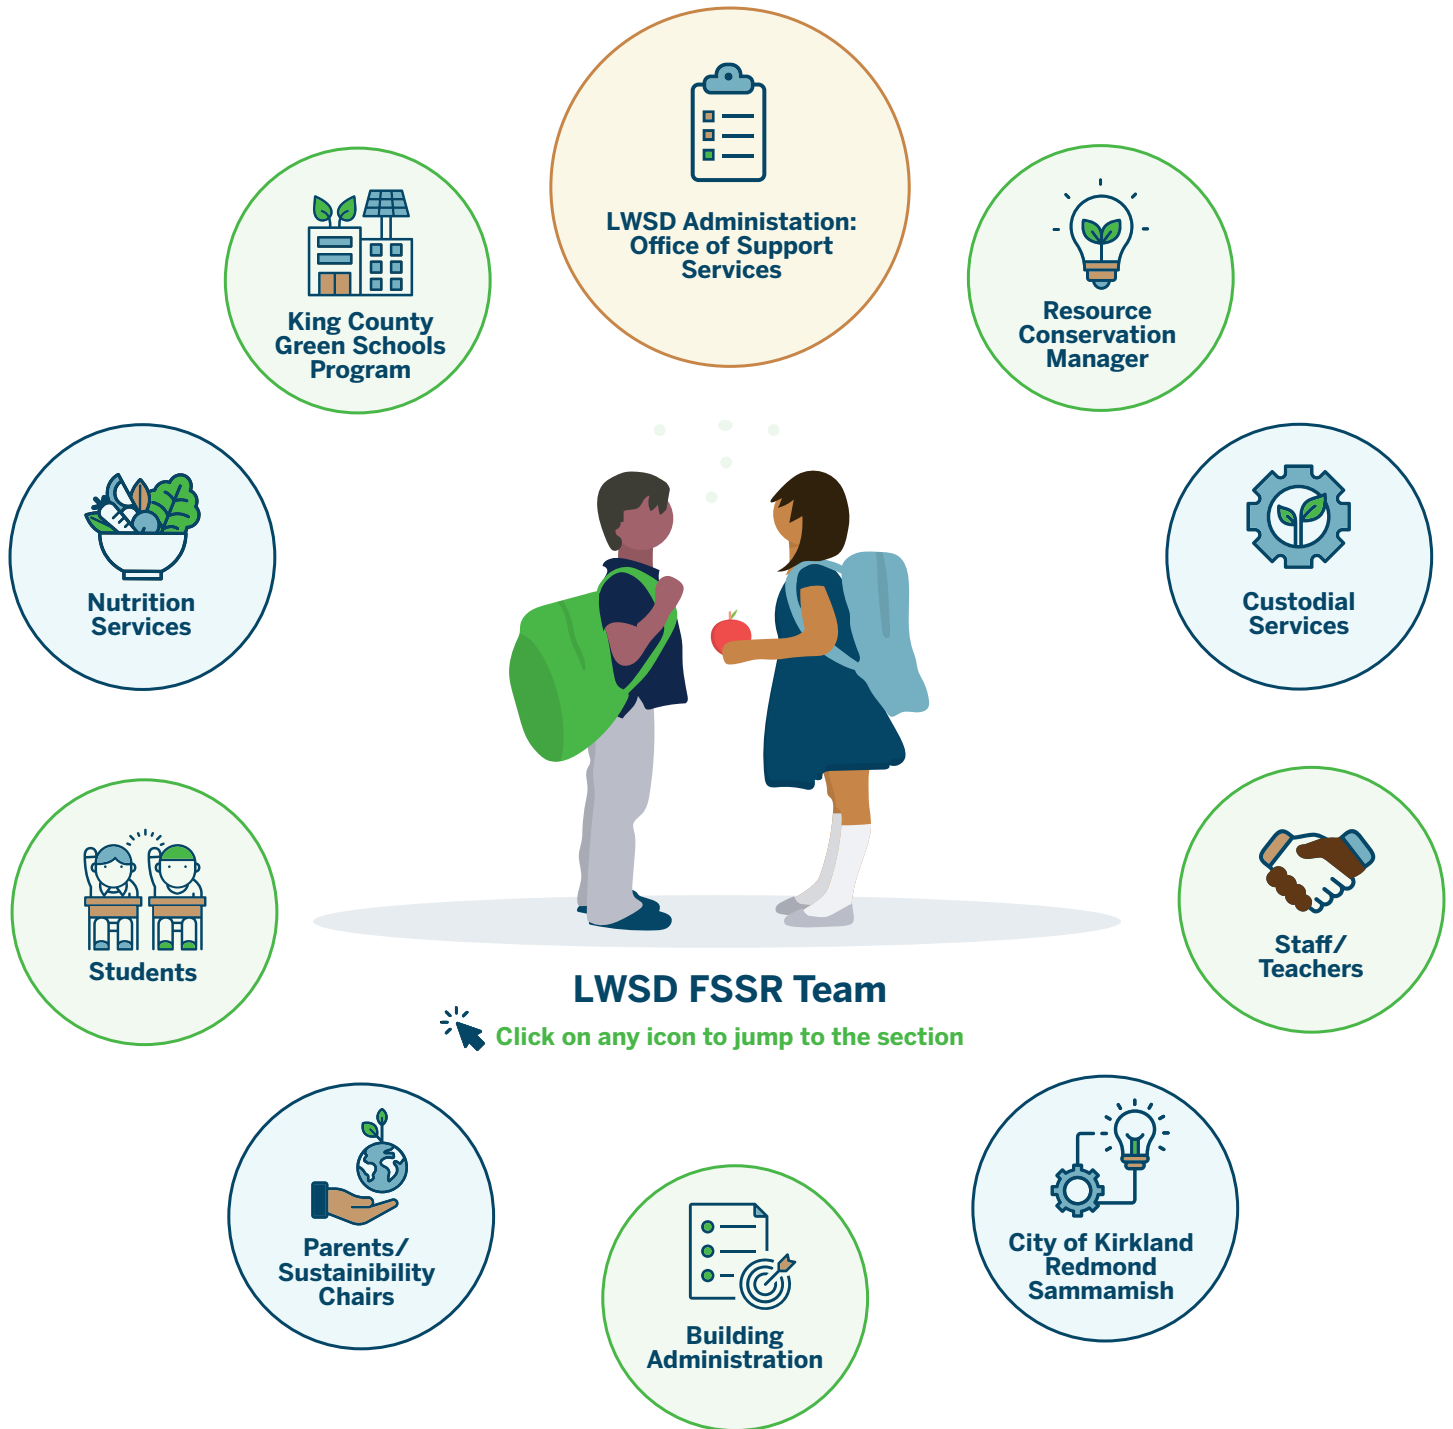 LWSD Administation:
Office of Support
Services
King County
Green Schools
Program
Resource
Conservation
Manager
Nutrition
Services
Custodial
Services
Students
Staff/
Teachers
LWSD FSSR Team
Click on any icon to jump to the section
Parents/
Sustainibility
Chairs
Building
Administration
City of Kirkland
Redmond
Sammamish